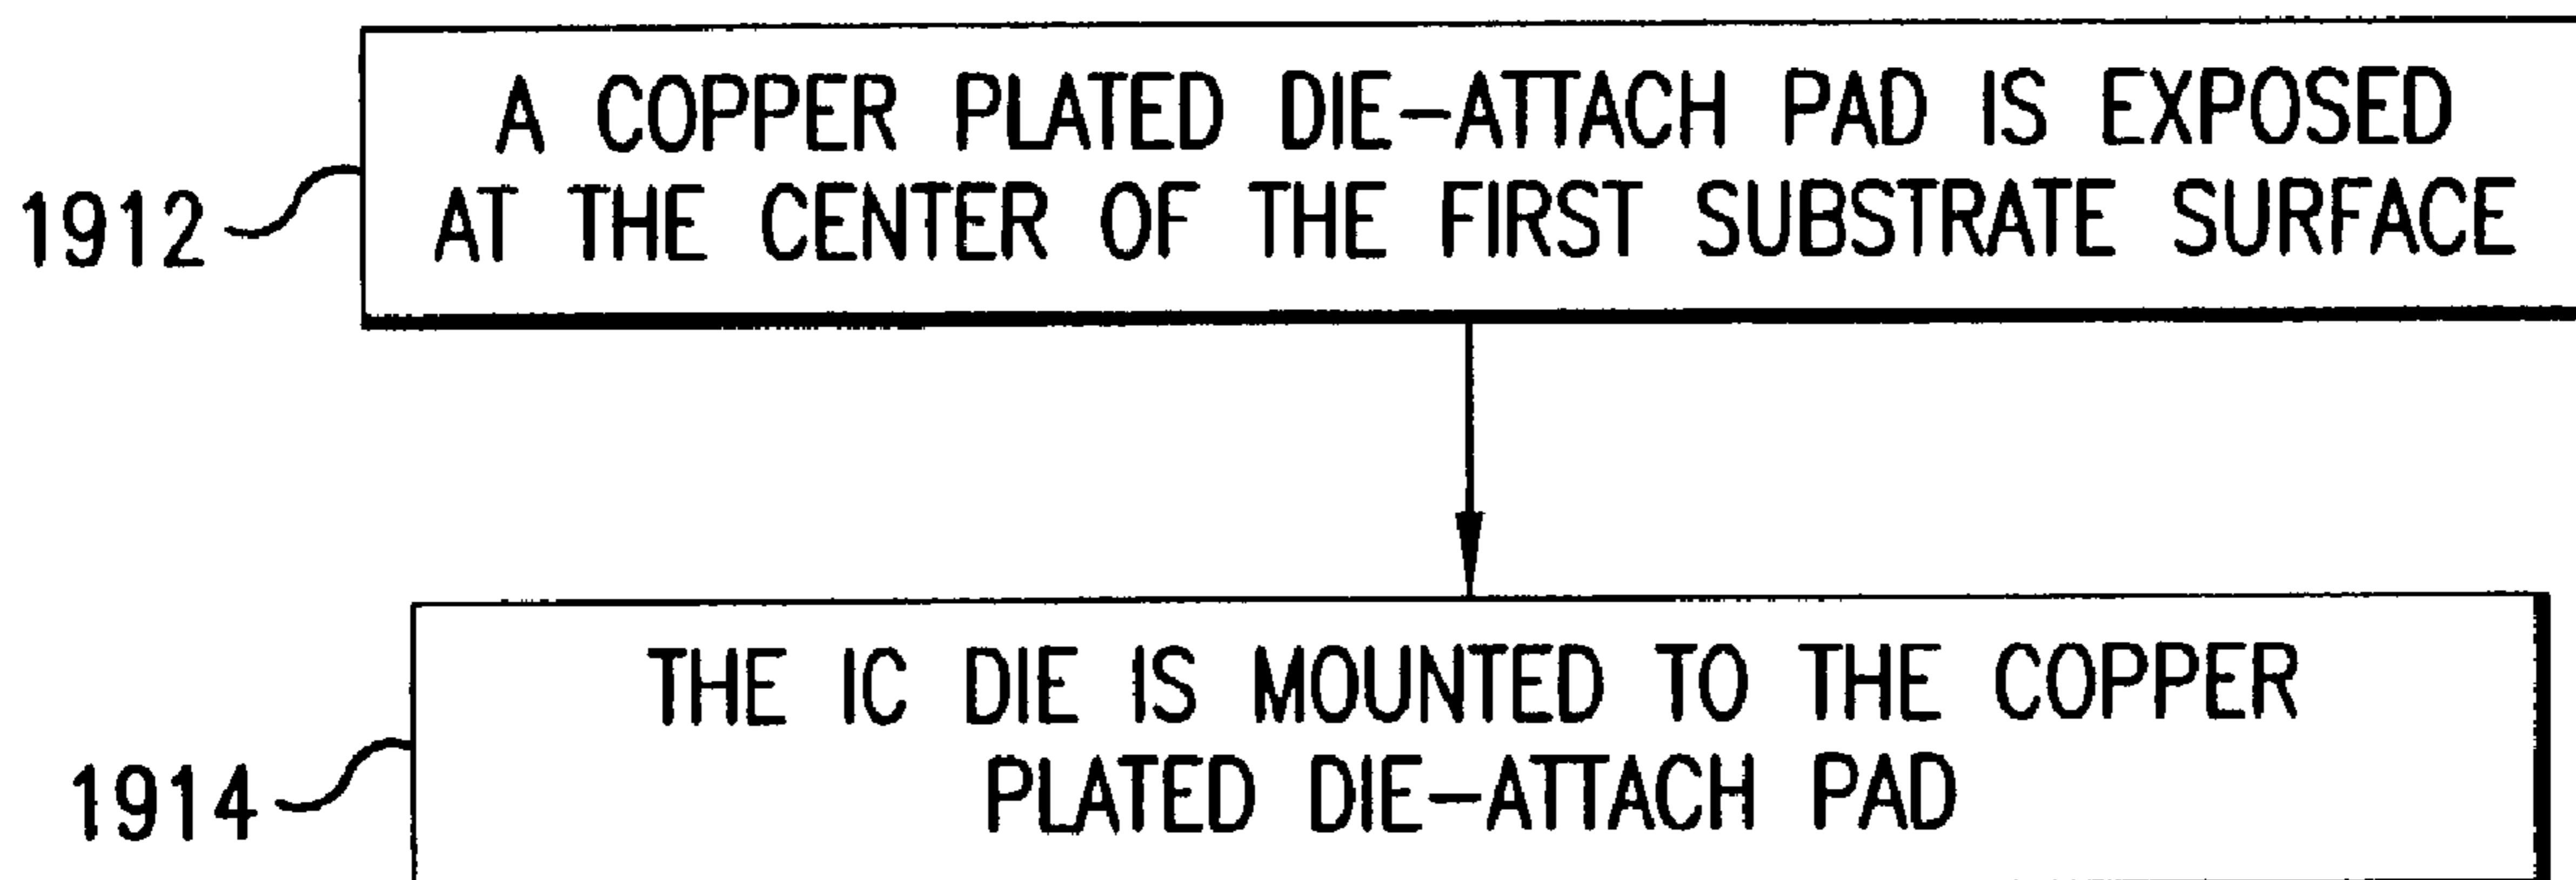 A COPPER PLATED DIE-ATTACH PAD IS EXPOSED
1912 AT THE CENTER OF THE FIRST SUBSTRATE SURFACE
THE IC DIE IS MOUNTED TO THE COPPER
1914 PLATED DIE-ATTACH PAD